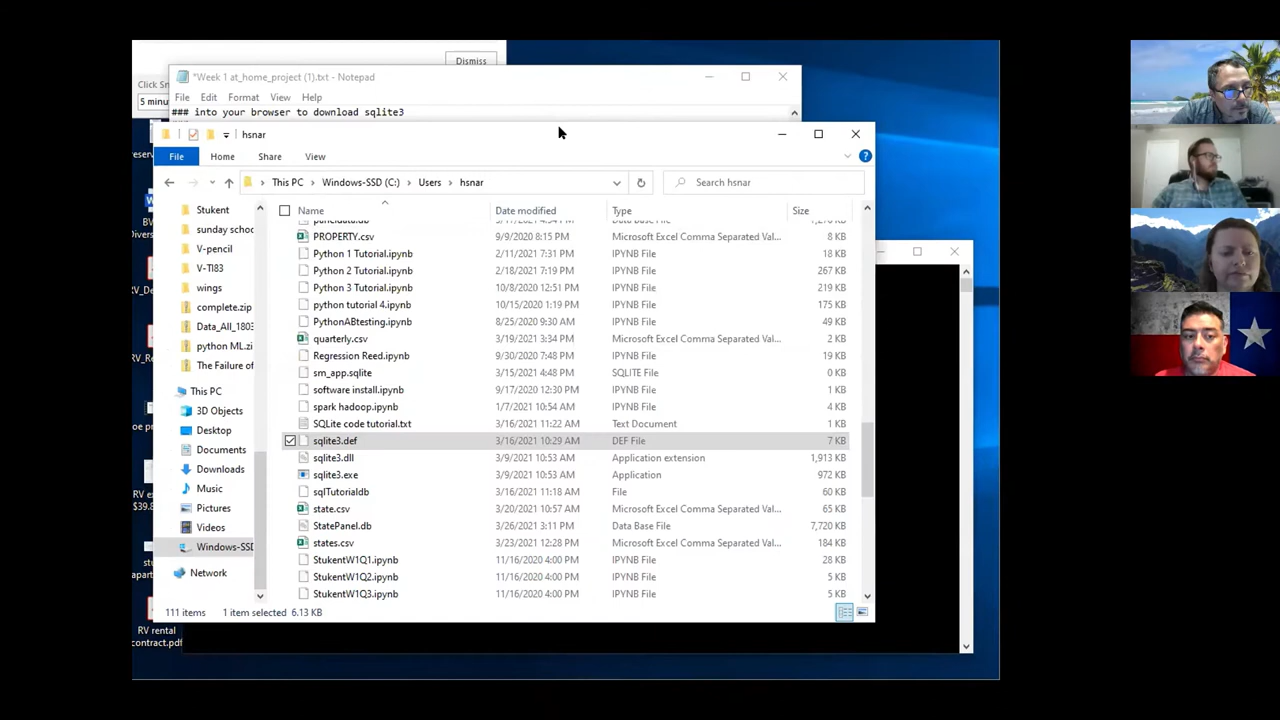 Dismiss
*Week 1 at_home_project (1).txt - Notepad
Click Sn
5 minu
File Edit Format View Help
### into your browser to download sqlite3
hsnar
File Home Share View
This PC > Windows-SSD (C:) > Users > hsnar
Search hsnar
Name Date modified Type Size
Stukent
sunday schoo
V-pencil
V-TI83
wings
complete.zip
Data_All_1803
python ML.zi
The Failure of
This PC
3D Objects
Desktop
Documents
Downloads
Music
Pictures
Videos
Windows-SSD
Network
PROPERTY.csv 9/9/2020 8:15 PM Microsoft Excel Comma Separated Val... 8 KB
Python 1 Tutorial.ipynb 2/11/2021 7:31 PM IPYNB File 18 KB
Python 2 Tutorial.ipynb 2/18/2021 7:19 PM IPYNB File 267 KB
Python 3 Tutorial.ipynb 10/8/2020 12:51 PM IPYNB File 219 KB
python tutorial 4.ipynb 10/15/2020 1:19 PM IPYNB File 175 KB
PythonABtesting.ipynb 8/25/2020 9:30 AM IPYNB File 49 KB
quarterly.csv 3/19/2021 3:34 PM Microsoft Excel Comma Separated Val... 2 KB
Regression Reed.ipynb 9/30/2020 7:48 PM IPYNB File 19 KB
sm_app.sqlite 3/15/2021 4:48 PM SQLITE File 0 KB
software install.ipynb 9/17/2020 12:30 PM IPYNB File 1 KB
spark hadoop.ipynb 1/7/2021 10:54 AM IPYNB File 4 KB
SQLite code tutorial.txt 3/16/2021 11:22 AM Text Document 1 KB
sqlite3.def 3/16/2021 10:29 AM DEF File 7 KB
sqlite3.dll 3/9/2021 10:53 AM Application extension 1,913 KB
sqlite3.exe 3/9/2021 10:53 AM Application 972 KB
sqlTutorialdb 3/16/2021 11:18 AM File 60 KB
state.csv 3/20/2021 10:57 AM Microsoft Excel Comma Separated Val... 65 KB
StatePanel.db 3/26/2021 3:11 PM Data Base File 7,720 KB
states.csv 3/23/2021 12:28 PM Microsoft Excel Comma Separated Val... 184 KB
StukentW1Q1.ipynb 11/16/2020 4:00 PM IPYNB File 28 KB
StukentW1Q2.ipynb 11/16/2020 4:00 PM IPYNB File 5 KB
StukentW1Q3.ipynb 11/16/2020 4:00 PM IPYNB File 5 KB
111 items 1 item selected 6.13 KB
RV rental
contract.pdf